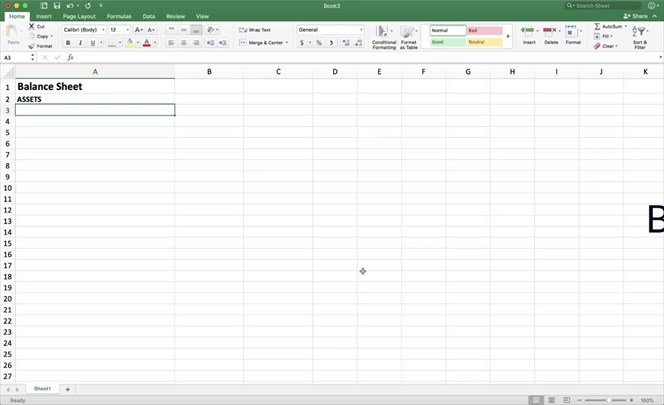 Book3
Search Sheet
Home Insert Page Layout Formulas Data Review View
Share
Paste
Cut
Copy
Format
Calibri (Body) 12
B I U
Wrap Text
Merge & Center
General
Conditional Formatting
Format as Table
Normal Bad
Good Neutral
Insert Delete Format
AutoSum
Fill
Clear
Sort & Filter
A3 fx
A B C D E F G H I J K
1 Balance Sheet
2 ASSETS
3
4
5
6
7
8
9
10
11
12
13
14
15
16
17
18
19
20
21
22
23
24
25
26
27
B
Sheet1
Ready
150%